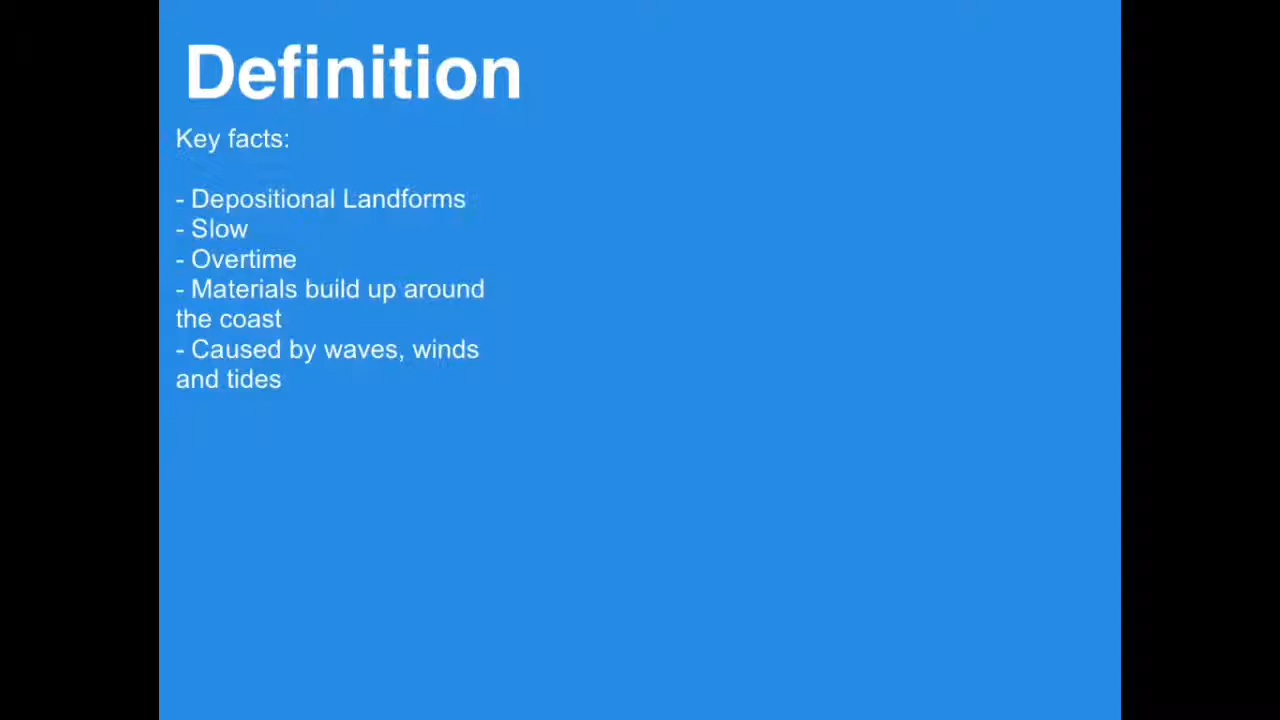 Definition
Key facts:
- Depositional Landforms
- Slow
- Overtime
- Materials build up around
the coast
- Caused by waves, winds
and tides